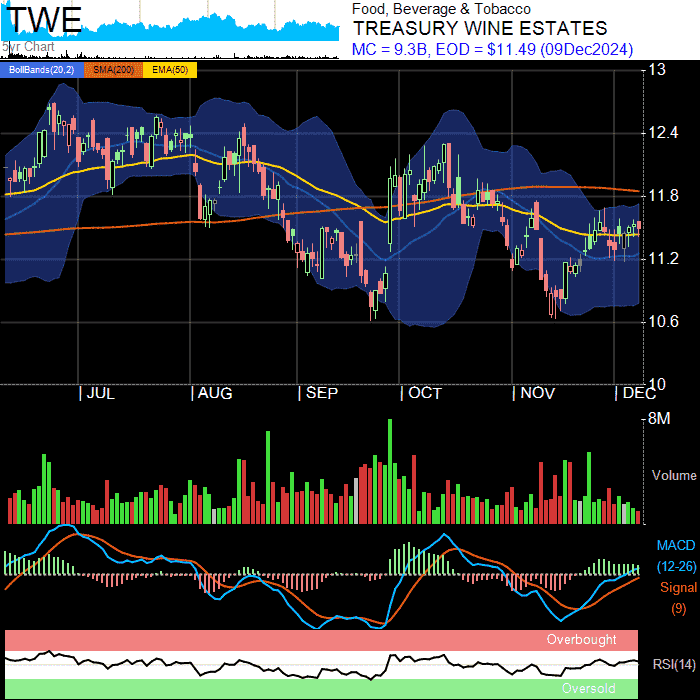 TWE
5yr Chart
Food, Beverage & Tobacco
TREASURY WINE ESTATES
MC = 9.3B, EOD = $11.49 (09Dec2024)
BollBands(20,2) SMA(200) EMA(50)
13
12.4
11.8
11.2
10.6
10
JUL AUG SEP OCT NOV DEC
8M
Volume
MACD
(12-26)
Signal
(9)
Overbought
RSI(14)
Oversold